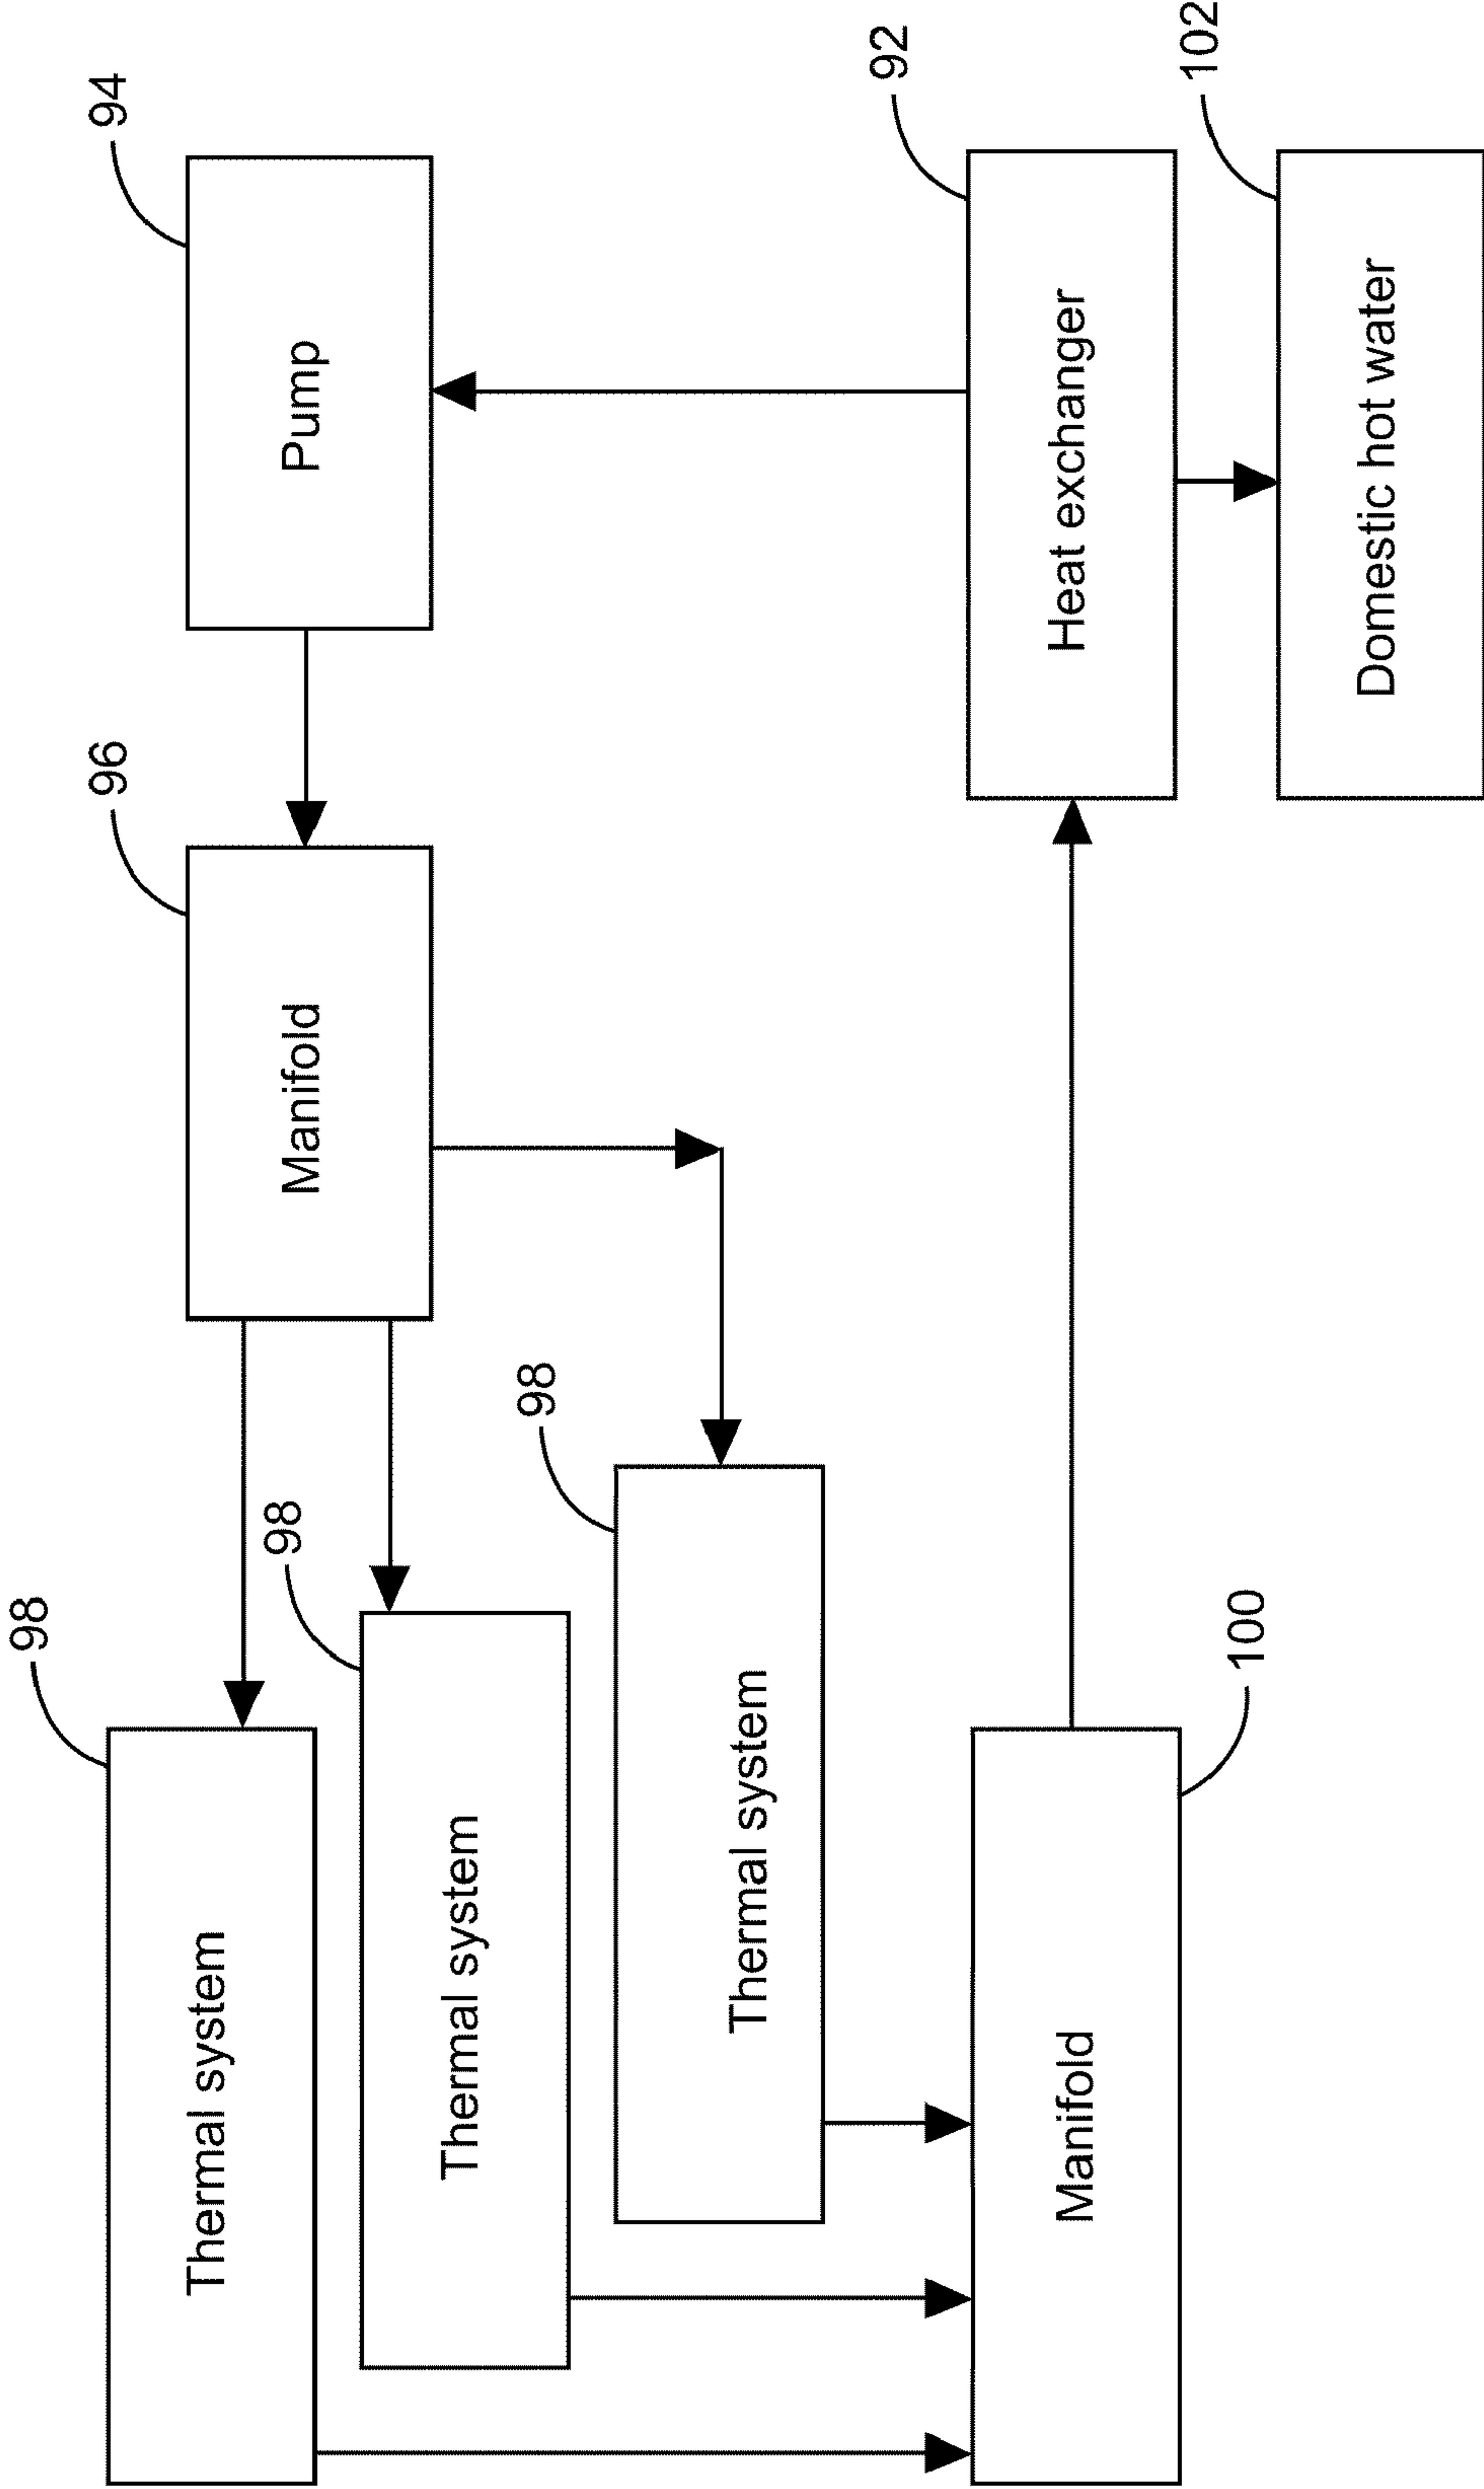 98
96
94
Thermal system
98
Manifold
Pump
Thermal system
98
Thermal system
92
Manifold
Heat exchanger
102
100
Domestic hot water